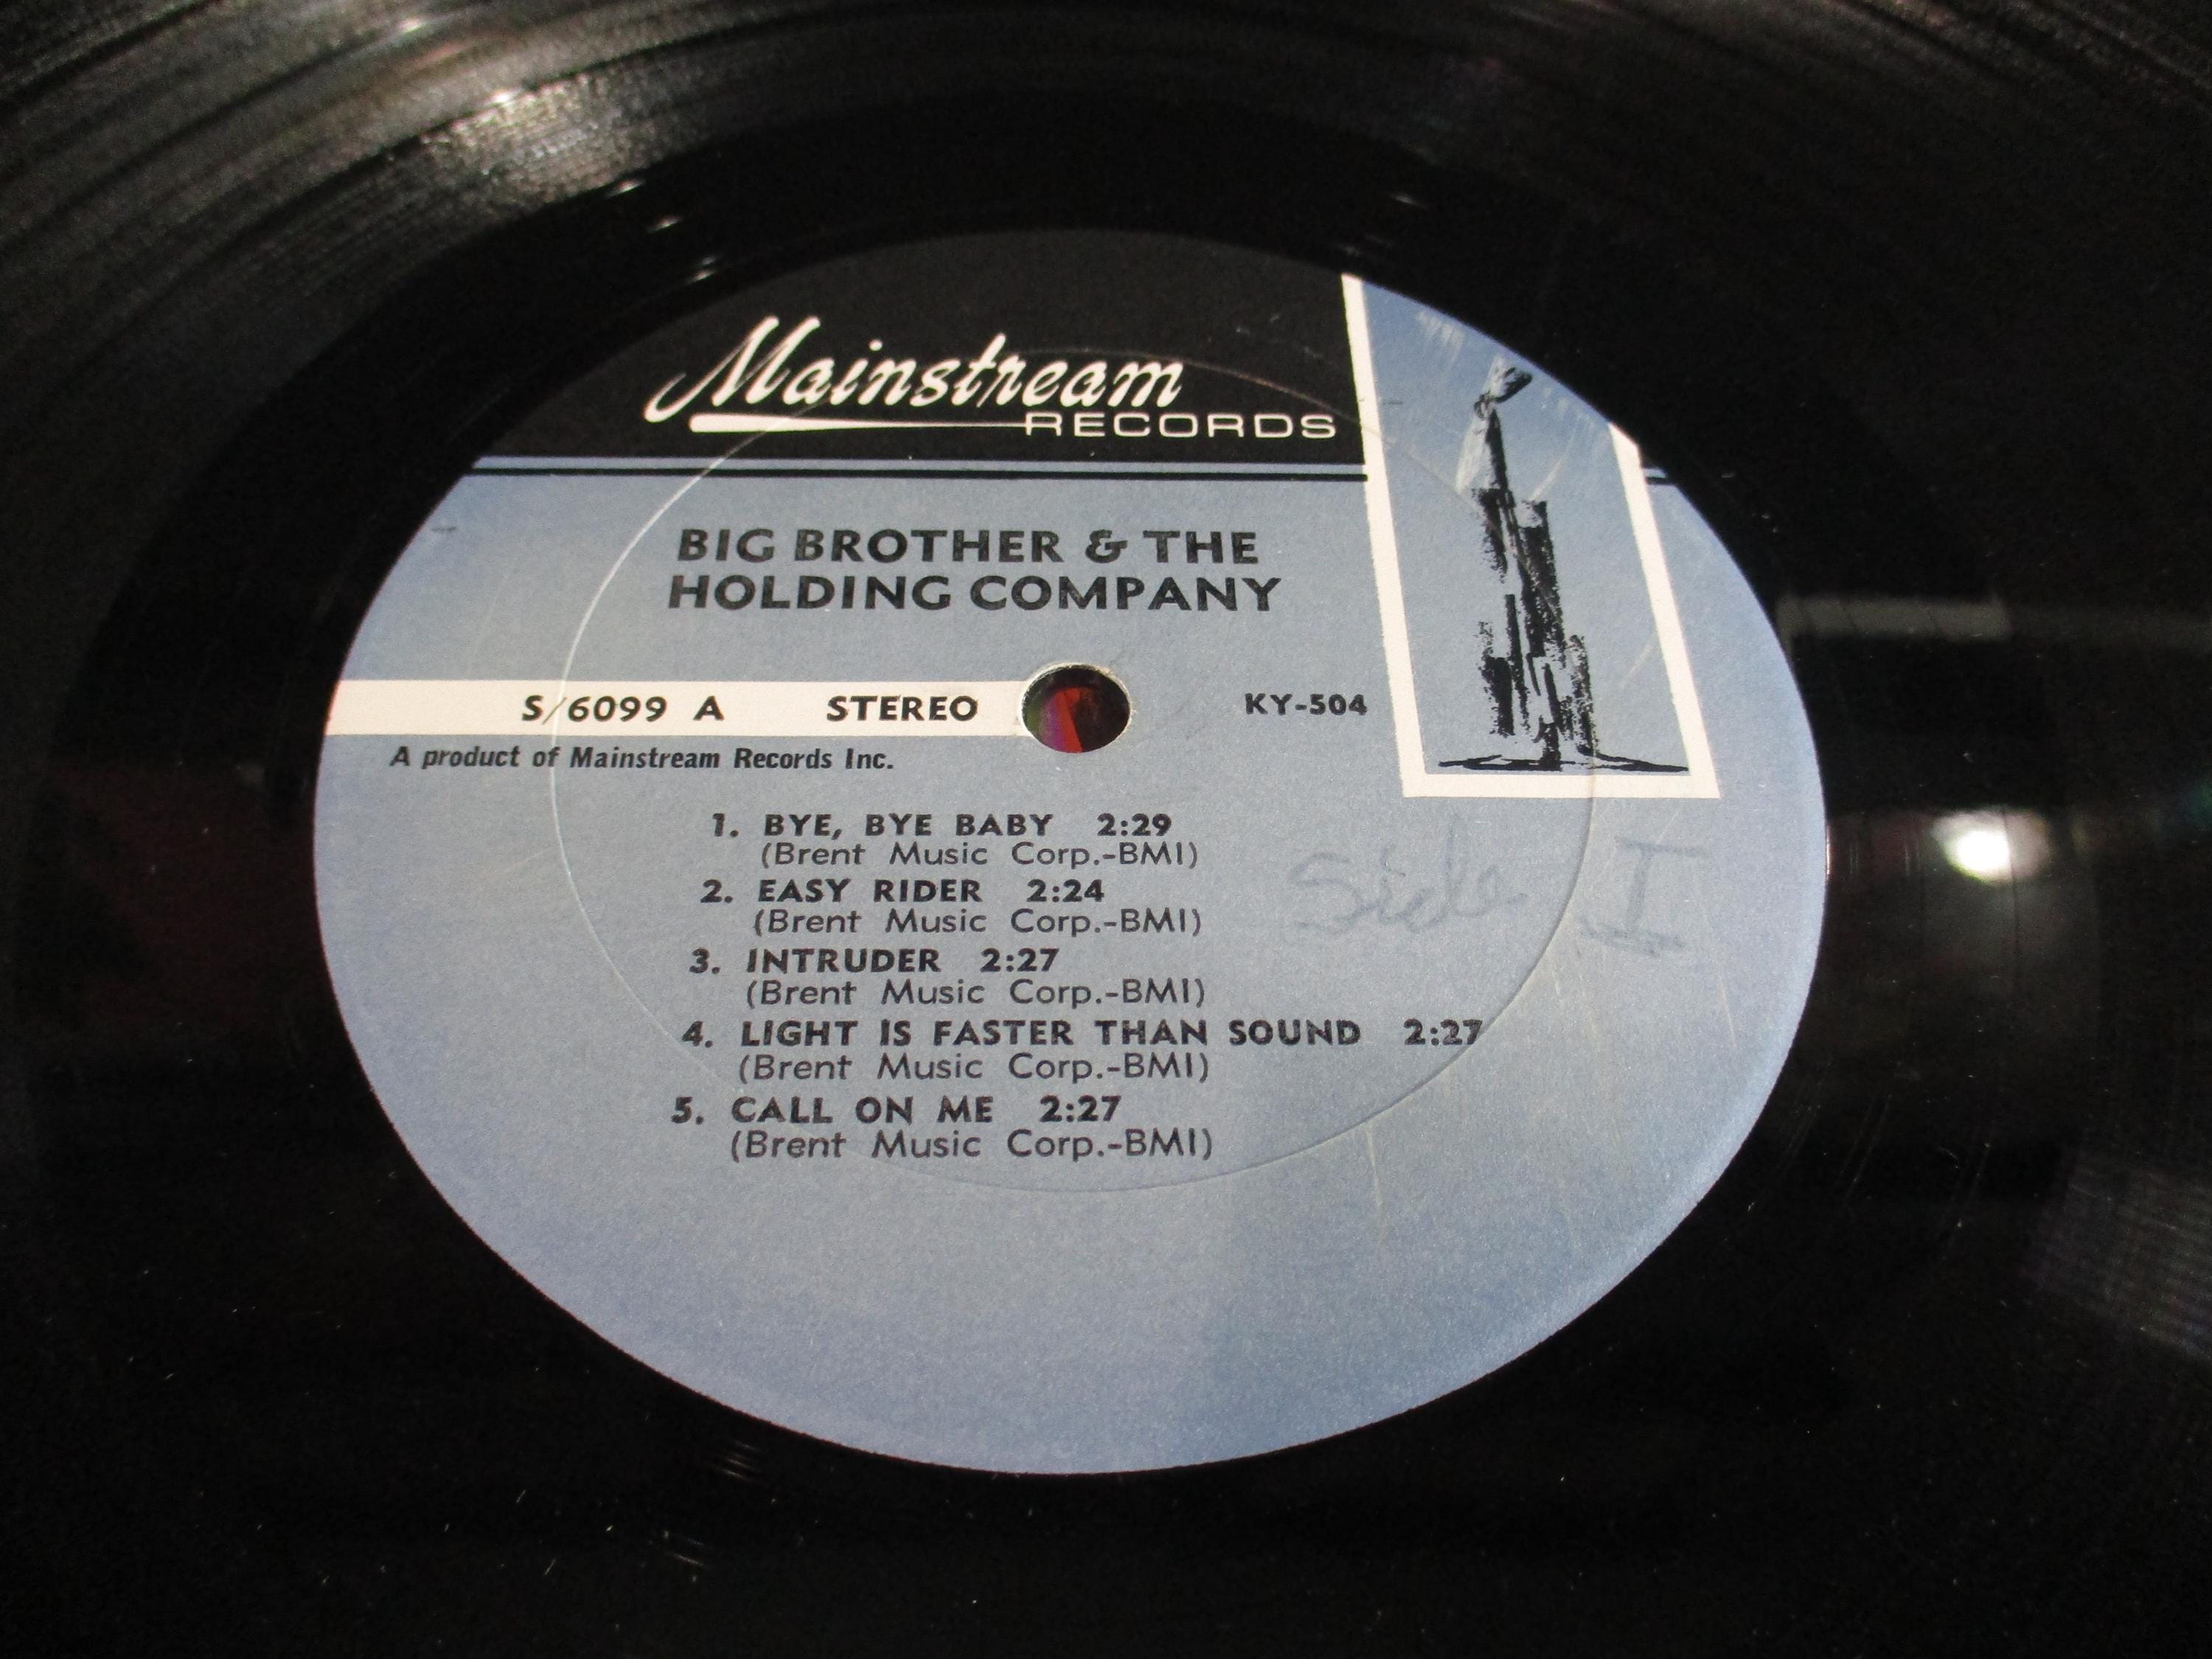 Mainstream
RECORDS
BIG BROTHER & THE
HOLDING COMPANY
S/6099 A STEREO KY-504
A product of Mainstream Records Inc.
1. BYE, BYE BABY 2:29
(Brent Music Corp.-BMI)
2. EASY RIDER 2:24
(Brent Music Corp.-BMI)
Side I
3. INTRUDER 2:27
(Brent Music Corp.-BMI)
4. LIGHT IS FASTER THAN SOUND 2:27
(Brent Music Corp.-BMI)
5. CALL ON ME 2:27
(Brent Music Corp.-BMI)